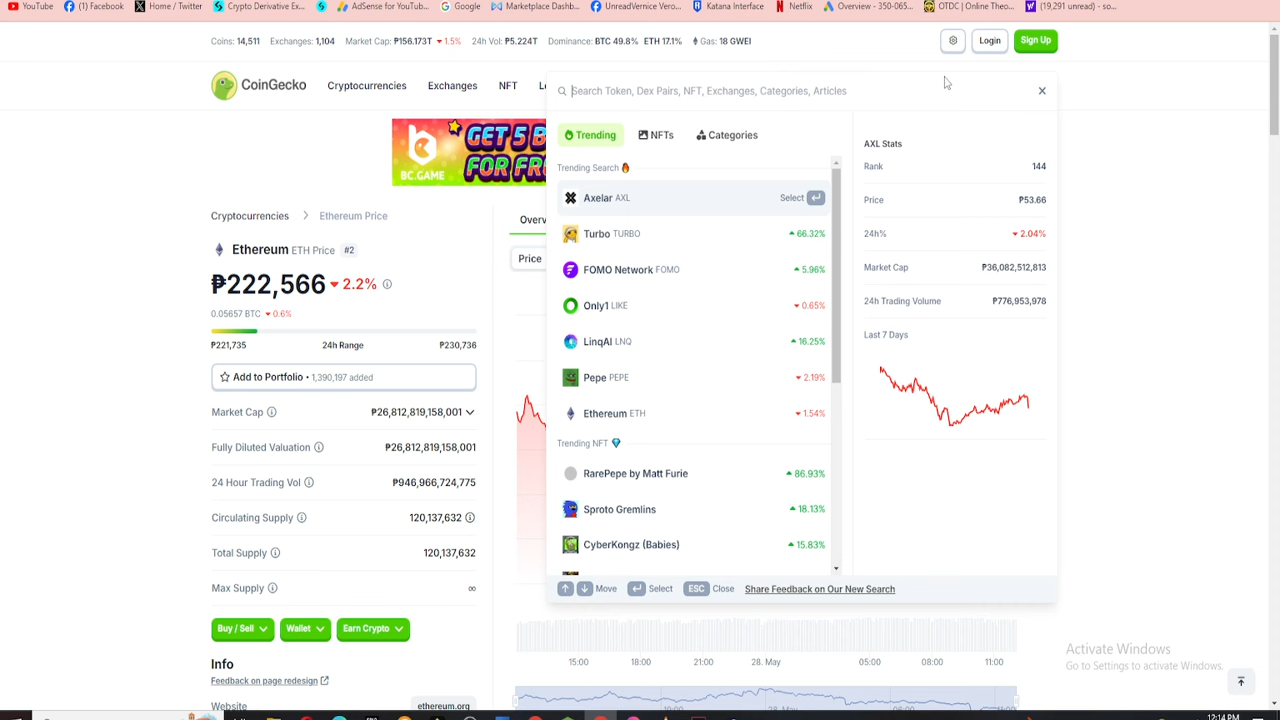 YouTube (1) Facebook Home / Twitter Crypto Derivative Ex... AdSense for YouTub... Google Marketplace Dashb... UnreadVernice Vero... Katana Interface Netflix Overview - 350-065... OTDC | Online Theo... (19,291 unread) - so...
Coins: 14,511 Exchanges: 1,104 Market Cap: ₱156.173T 1.5% 24h Vol: ₱5.224T Dominance: BTC 49.8% ETH 17.1% Gas: 18 GWEI
Login Sign Up
CoinGecko Cryptocurrencies Exchanges NFT
Search Token, Dex Pairs, NFT, Exchanges, Categories, Articles
GET 5 B
FOR FR
BC.GAME
Trending NFTs Categories
Trending Search
Axelar AXL Select
Turbo TURBO 66.32%
FOMO Network FOMO 5.96%
Only1 LIKE 0.65%
LinqAI LNQ 16.25%
Pepe PEPE 2.19%
Ethereum ETH 1.54%
Trending NFT
RarePepe by Matt Furie 86.93%
Sproto Gremlins 18.13%
CyberKongz (Babies) 15.83%
Move Select ESC Close Share Feedback on Our New Search
AXL Stats
Rank 144
Price ₱53.66
24h% 2.04%
Market Cap ₱36,082,512,813
24h Trading Volume ₱776,953,978
Last 7 Days
Cryptocurrencies > Ethereum Price
Ethereum ETH Price #2
₱222,566 2.2%
0.05657 BTC 0.6%
₱221,735 24h Range ₱230,736
Add to Portfolio • 1,390,197 added
Market Cap ₱26,812,819,158,001
Fully Diluted Valuation ₱26,812,819,158,001
24 Hour Trading Vol ₱946,966,724,775
Circulating Supply 120,137,632
Total Supply 120,137,632
Max Supply ∞
Buy / Sell Wallet Earn Crypto
Info
Feedback on page redesign
Website ethereum.org
Overv
Price
15:00 18:00 21:00 28. May 05:00 08:00 11:00
28. May
Activate Windows
Go to Settings to activate Windows.
12:14 PM